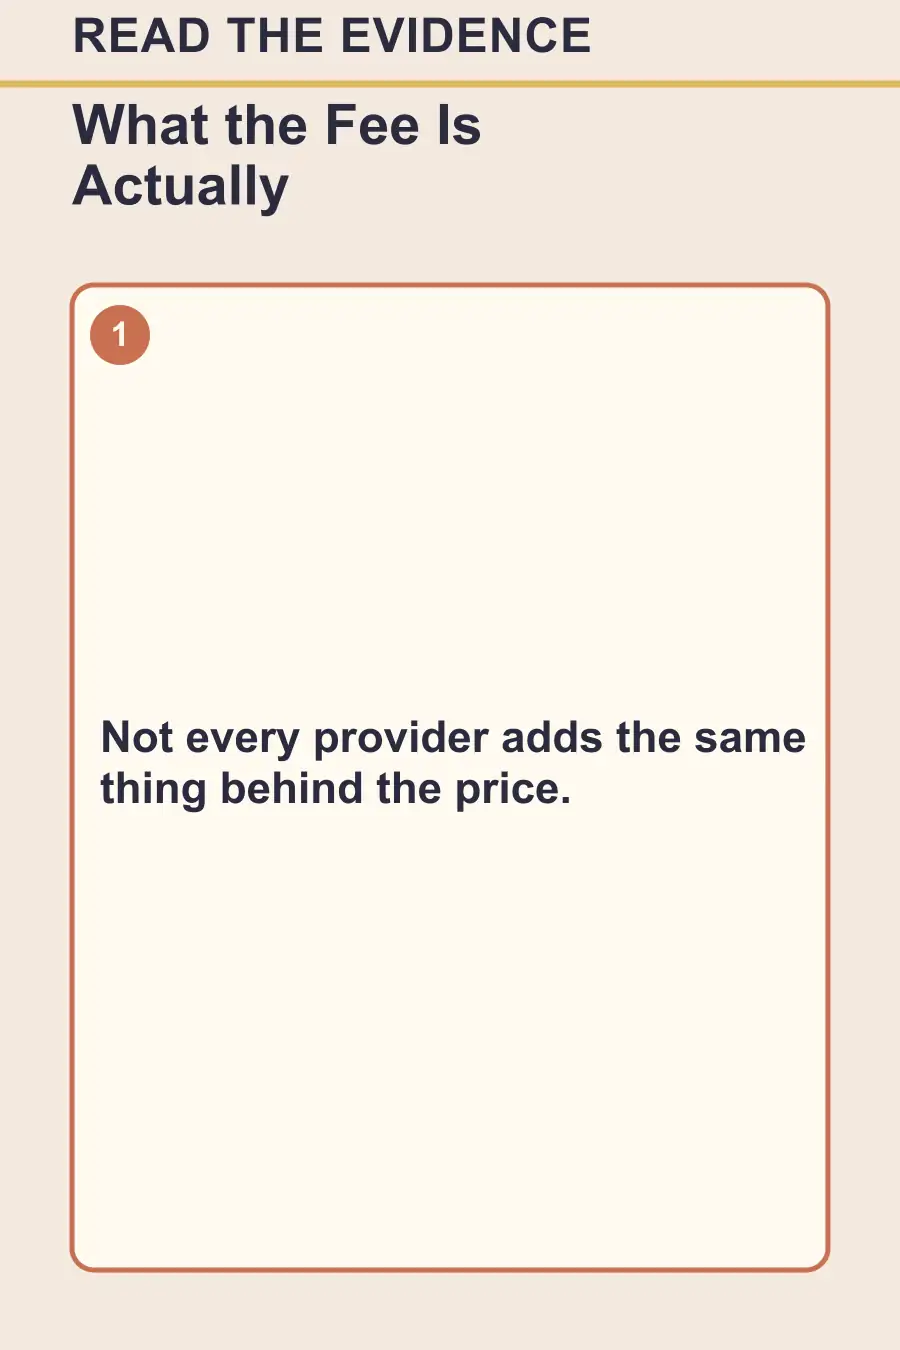 READ THE EVIDENCE
What the Fee Is
Actually
1
Not every provider adds the same
thing behind the price.